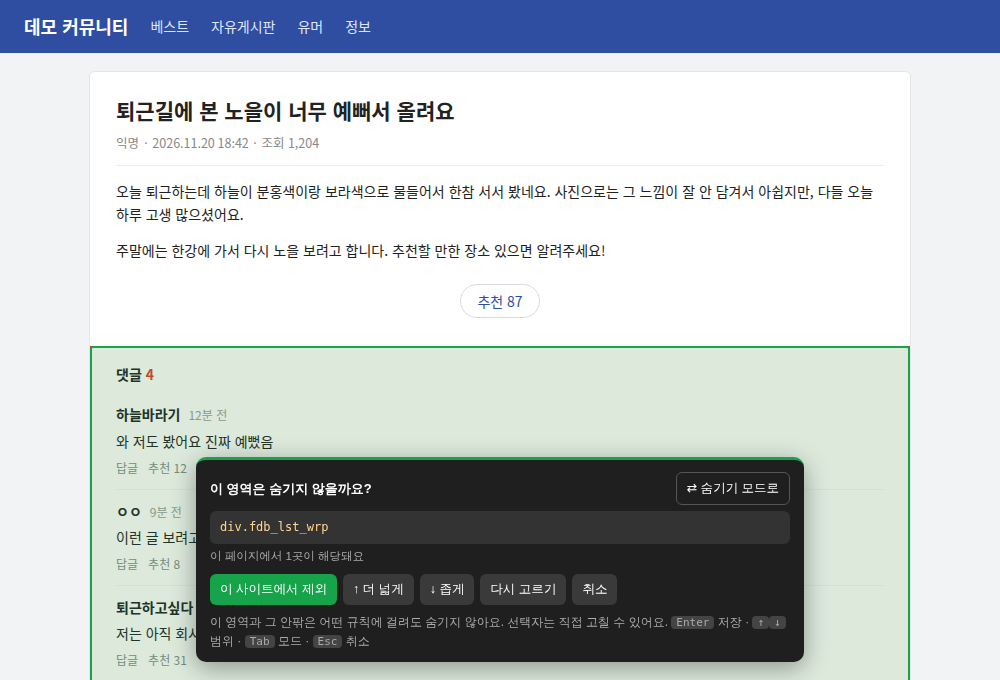 데모 커뮤니티 베스트 자유게시판 유머 정보
퇴근길에 본 노을이 너무 예뻐서 올려요
익명 · 2026.11.20 18:42 · 조회 1,204
오늘 퇴근하는데 하늘이 분홍색이랑 보라색으로 물들어서 한참 서서 봤네요. 사진으로는 그 느낌이 잘 안 담겨서 아쉽지만, 다들 오늘
하루 고생 많으셨어요.
주말에는 한강에 가서 다시 노을 보려고 합니다. 추천할 만한 장소 있으면 알려주세요!
추천 87
댓글 4
하늘바라기 12분 전
와 저도 봤어요 진짜 예뻤음
답글 추천 12
ㅇㅇ 9분 전
이런 글 보려고
답글 추천 8
퇴근하고싶다
저는 아직 회사
답글 추천 31
이 영역은 숨기지 않을까요? ⇄ 숨기기 모드로
div.fdb_lst_wrp
이 페이지에서 1곳이 해당돼요
이 사이트에서 제외 ↑ 더 넓게 ↓ 좁게 다시 고르기 취소
이 영역과 그 안팎은 어떤 규칙에 걸려도 숨기지 않아요. 선택자는 직접 고칠 수 있어요. Enter 저장 · ↑ ↓
범위 · Tab 모드 · Esc 취소